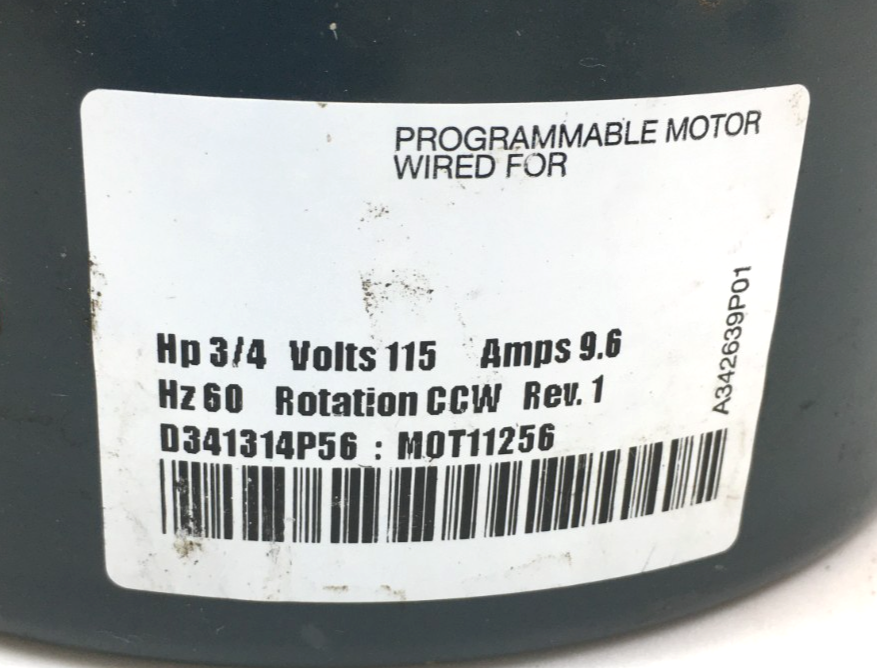 PROGRAMMABLE MOTOR
WIRED FOR
Hp 3/4 Volts 115 Amps 9.6
Hz 60 Rotation CCW Rev. 1
D341314P56 : MOT11256
A342639P01